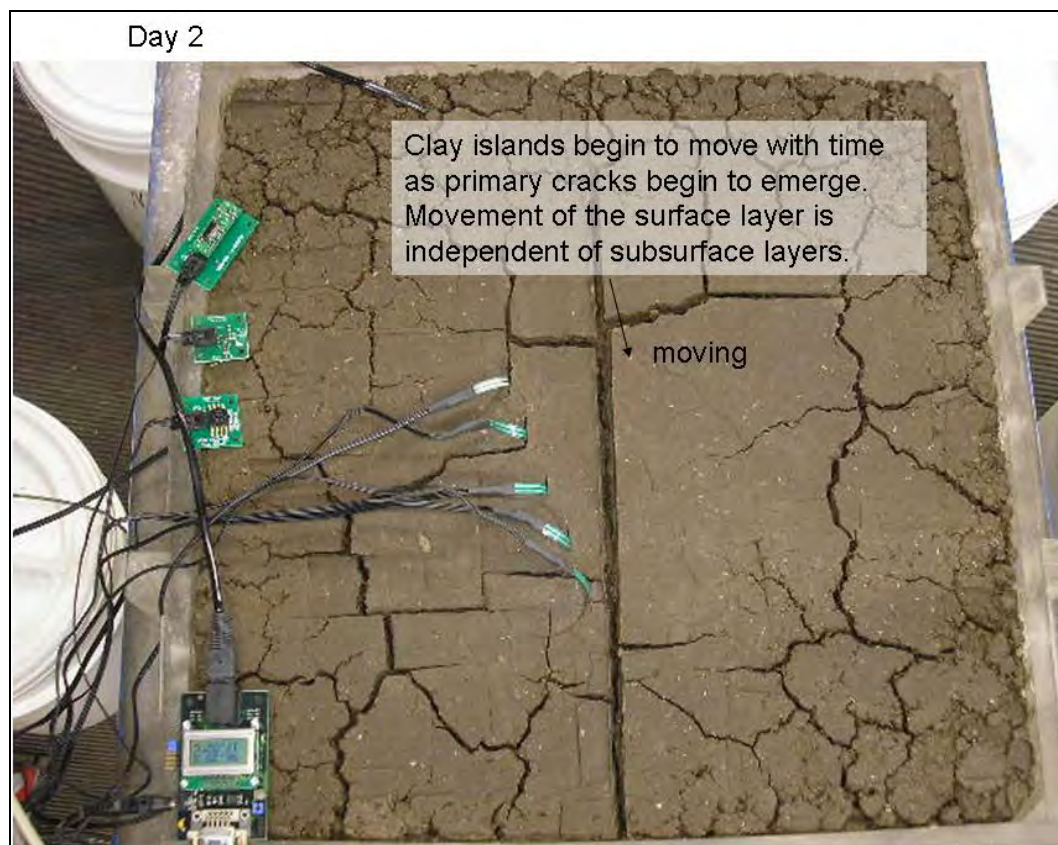 Day 2
Clay islands begin to move with time
as primary cracks begin to emerge.
Movement of the surface layer is
independent of subsurface layers.
moving